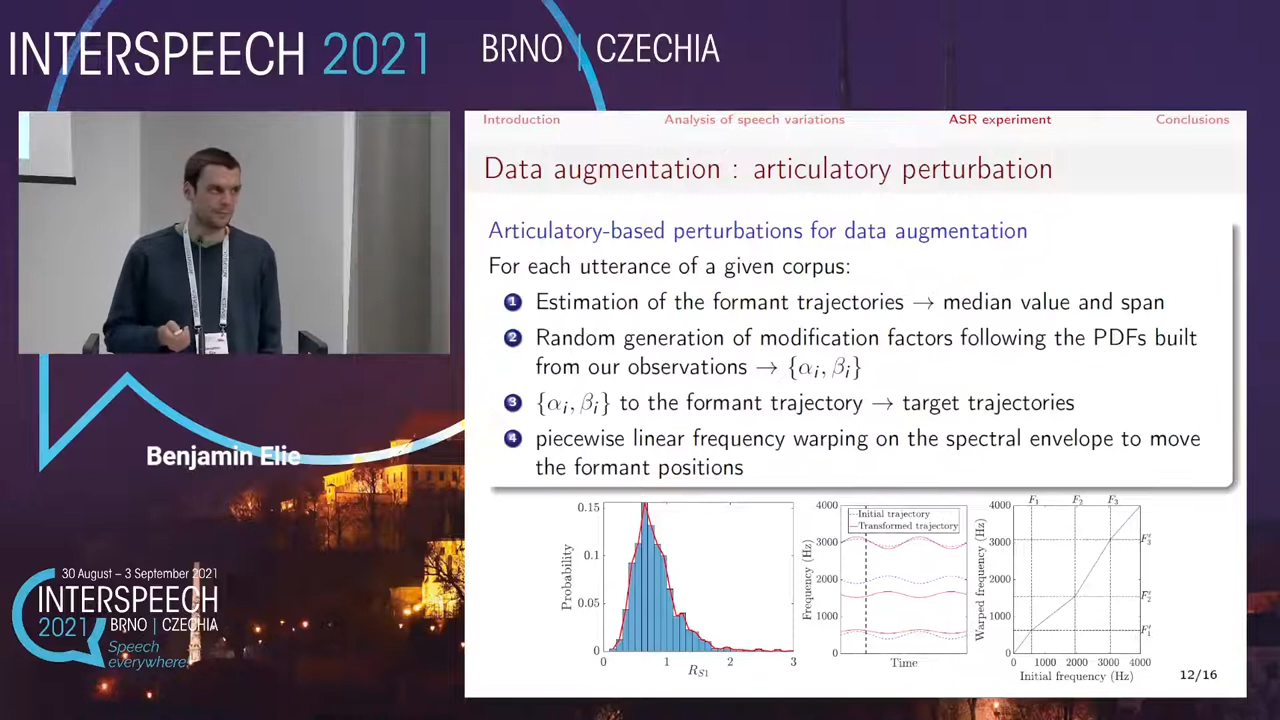 INTERSPEECH 2021 BRNO | CZECHIA
Introduction Analysis of speech variations ASR experiment Conclusions
Data augmentation : articulatory perturbation
Articulatory-based perturbations for data augmentation
For each utterance of a given corpus:
1 Estimation of the formant trajectories → median value and span
2 Random generation of modification factors following the PDFs built
from our observations → {αi, βi}
3 {αi, βi} to the formant trajectory → target trajectories
4 piecewise linear frequency warping on the spectral envelope to move
the formant positions
Benjamin Elie
30 August – 3 September 2021
INTERSPEECH
2021 BRNO | CZECHIA
Speech
everywhere!
0.15
0.1
0.05
0
0 1 2 3
Probability
RS1
4000
3000
2000
1000
0
Frequency (Hz)
Time
Initial trajectory
Transformed trajectory
F1 F2 F3
4000
3000
2000
1000
0
Warped frequency (Hz)
F'3
F'2
F'1
0 1000 2000 3000 4000
Initial frequency (Hz)
12/16